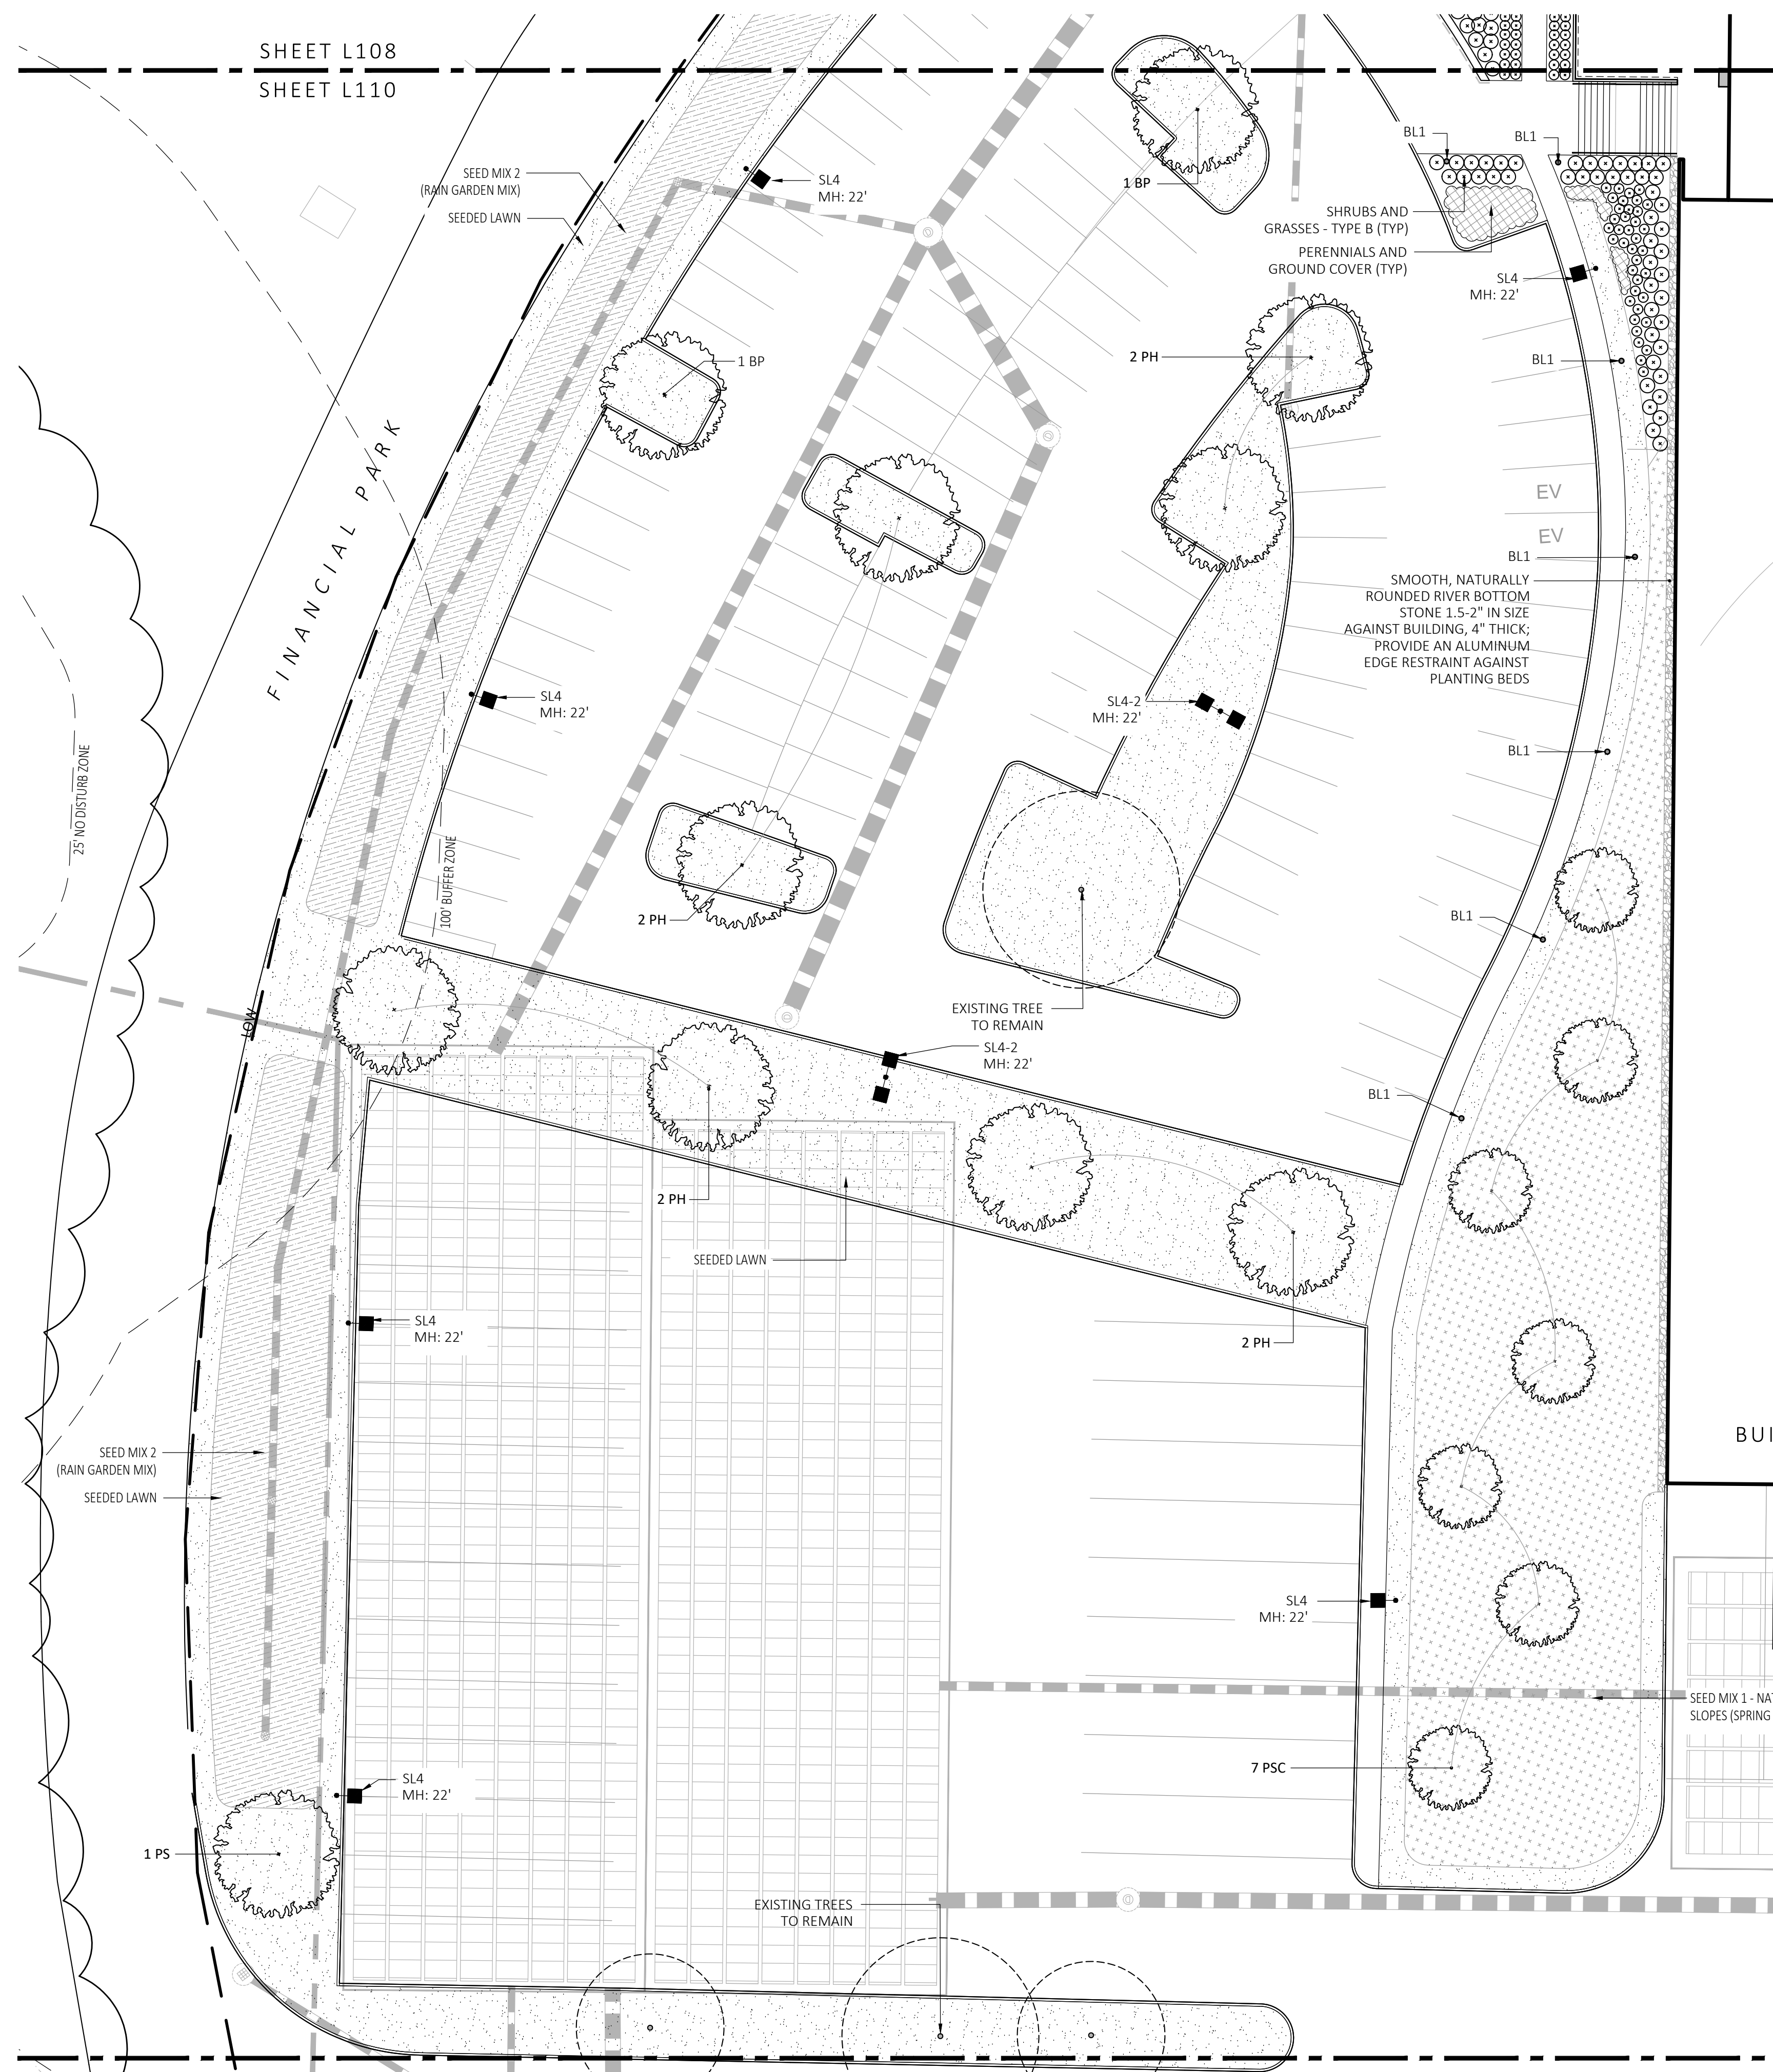 SHEET L108
SHEET L110
SEED MIX 2
(RAIN GARDEN MIX)
SEEDED LAWN
SL4
MH: 22'
1 BP
BL1
BL1
SHRUBS AND
GRASSES - TYPE B (TYP)
PERENNIALS AND
GROUND COVER (TYP)
SL4
MH: 22'
1 BP
2 PH
BL1
FINANCIAL PARK
EV
EV
BL1
SMOOTH, NATURALLY
ROUNDED RIVER BOTTOM
STONE 1.5-2" IN SIZE
AGAINST BUILDING, 4" THICK;
PROVIDE AN ALUMINUM
EDGE RESTRAINT AGAINST
PLANTING BEDS
SL4
MH: 22'
SL4-2
MH: 22'
BL1
25' NO DISTURB ZONE
100' BUFFER ZONE
2 PH
BL1
LOW
EXISTING TREE
TO REMAIN
SL4-2
MH: 22'
BL1
2 PH
SEEDED LAWN
SL4
MH: 22'
2 PH
BUI
SEED MIX 2
(RAIN GARDEN MIX)
SEEDED LAWN
SL4
MH: 22'
SEED MIX 1 - NAT
SLOPES (SPRING
7 PSC
SL4
MH: 22'
1 PS
EXISTING TREES
TO REMAIN